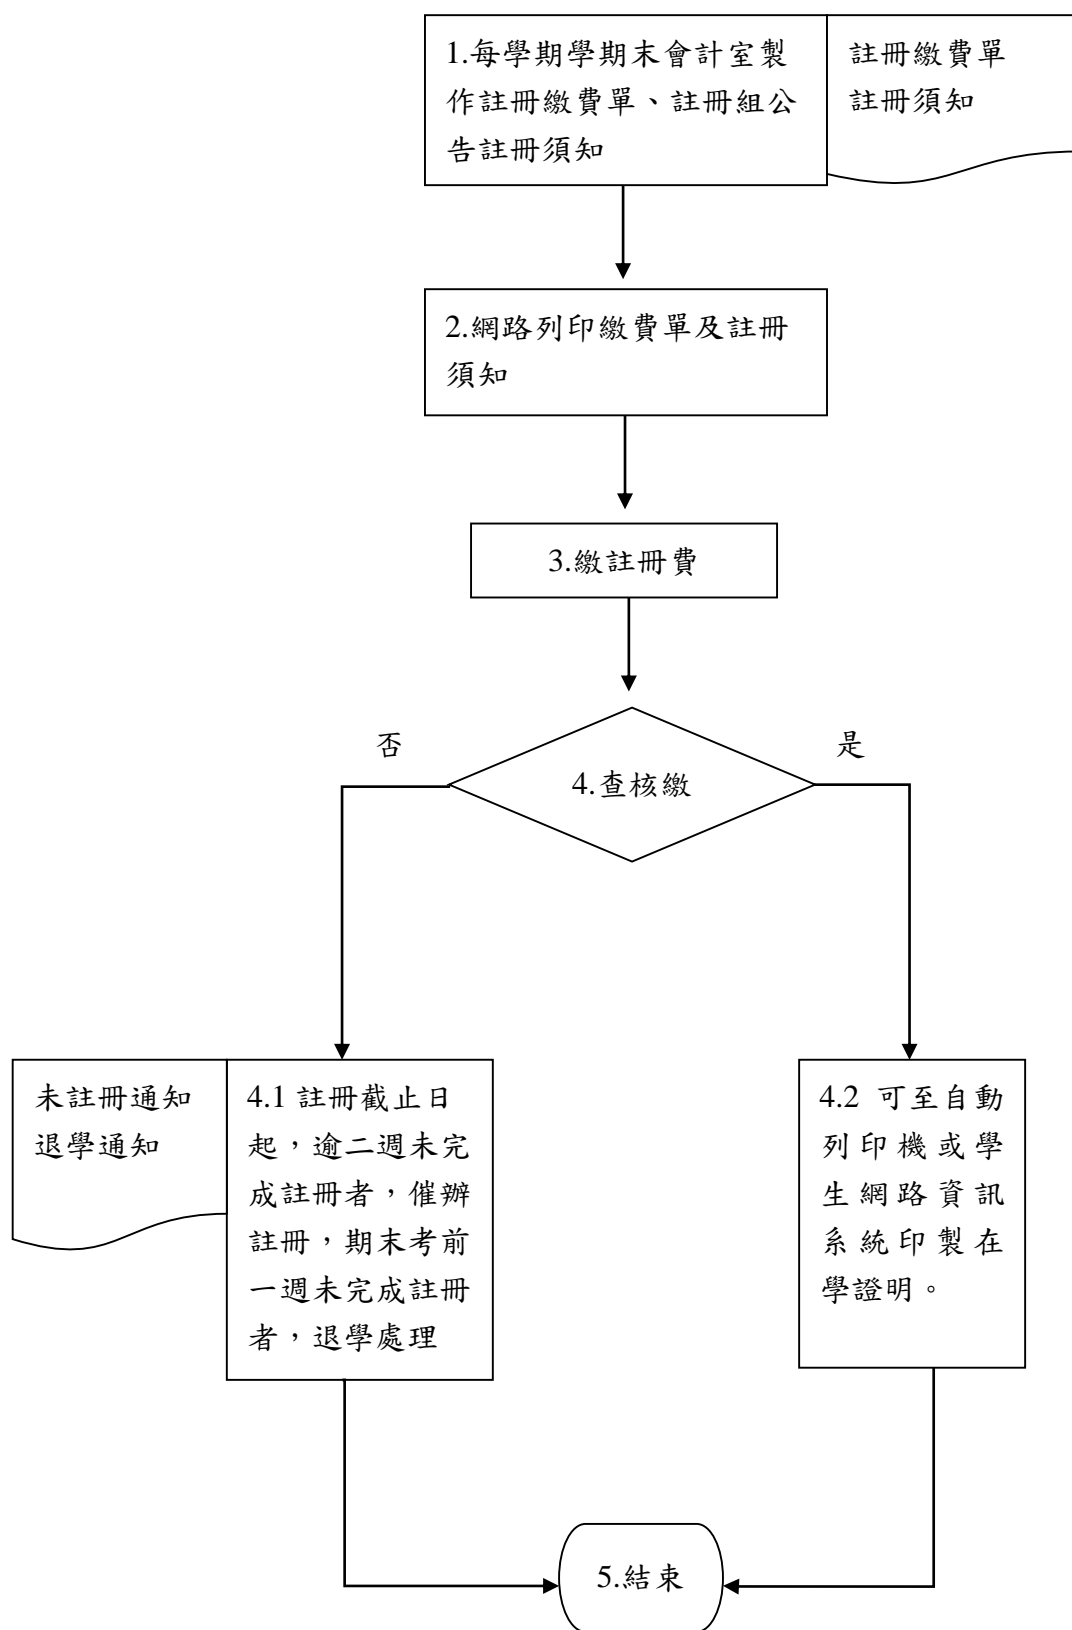 1.每學期學期末會計室製
作註冊繳費單、註冊組公
告註冊須知
註冊繳費單
註冊須知
2.網路列印繳費單及註冊
須知
3.繳註冊費
否
是
4.查核繳
未註冊通知
退學通知
4.1 註冊截止日
起，逾二週未完
成註冊者，催辦
註冊，期末考前
一週未完成註冊
者，退學處理
4.2 可至自動
列印機或學
生網路資訊
系統印製在
學證明。
5.結束